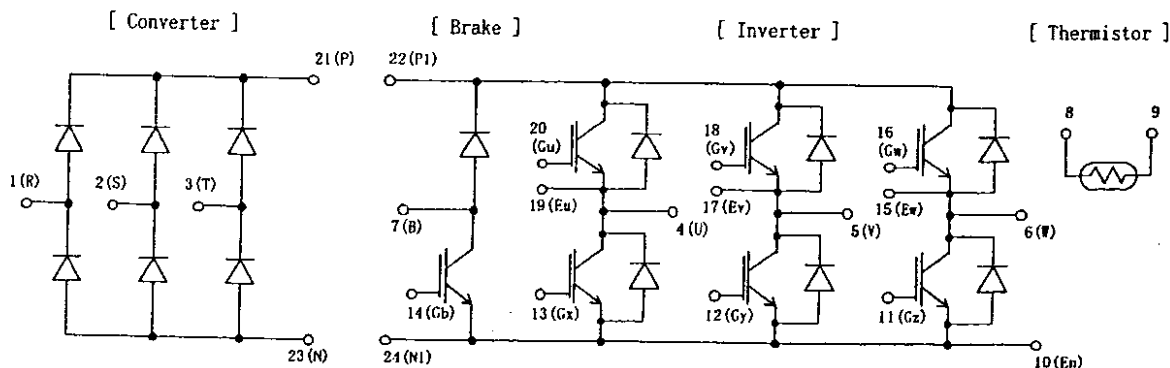 [ Converter ]
[ Brake ]
[ Inverter ]
[ Thermistor ]
21(P)
22(P1)
20
(Gu)
18
(Gv)
16
(Gw)
8
9
1(R)
2(S)
3(T)
19(Eu)
17(Ev)
15(Ew)
7(B)
4(U)
5(V)
6(W)
14(Gb)
13(Gx)
12(Gy)
11(Gz)
23(N)
24(N1)
10(En)